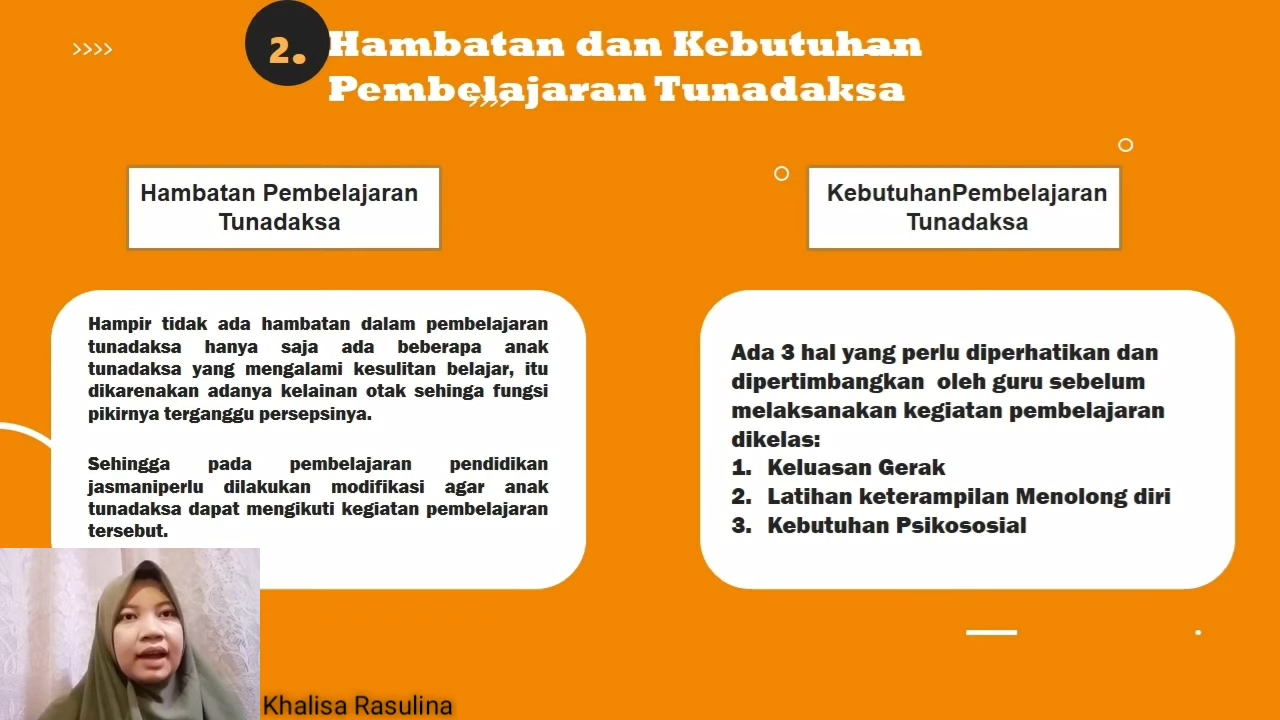 2.
Hambatan dan Kebutuhan
Pembelajaran Tunadaksa
Hambatan Pembelajaran
Tunadaksa
Hampir tidak ada hambatan dalam pembelajaran
tunadaksa hanya saja ada beberapa anak
tunadaksa yang mengalami kesulitan belajar, itu
dikarenakan adanya kelainan otak sehinga fungsi
pikirnya terganggu persepsinya.
Sehingga pada pembelajaran pendidikan
jasmaniperlu dilakukan modifikasi agar anak
tunadaksa dapat mengikuti kegiatan pembelajaran
tersebut.
KebutuhanPembelajaran
Tunadaksa
Ada 3 hal yang perlu diperhatikan dan
dipertimbangkan oleh guru sebelum
melaksanakan kegiatan pembelajaran
dikelas:
1. Keluasan Gerak
2. Latihan keterampilan Menolong diri
3. Kebutuhan Psikososial
Khalisa Rasulina